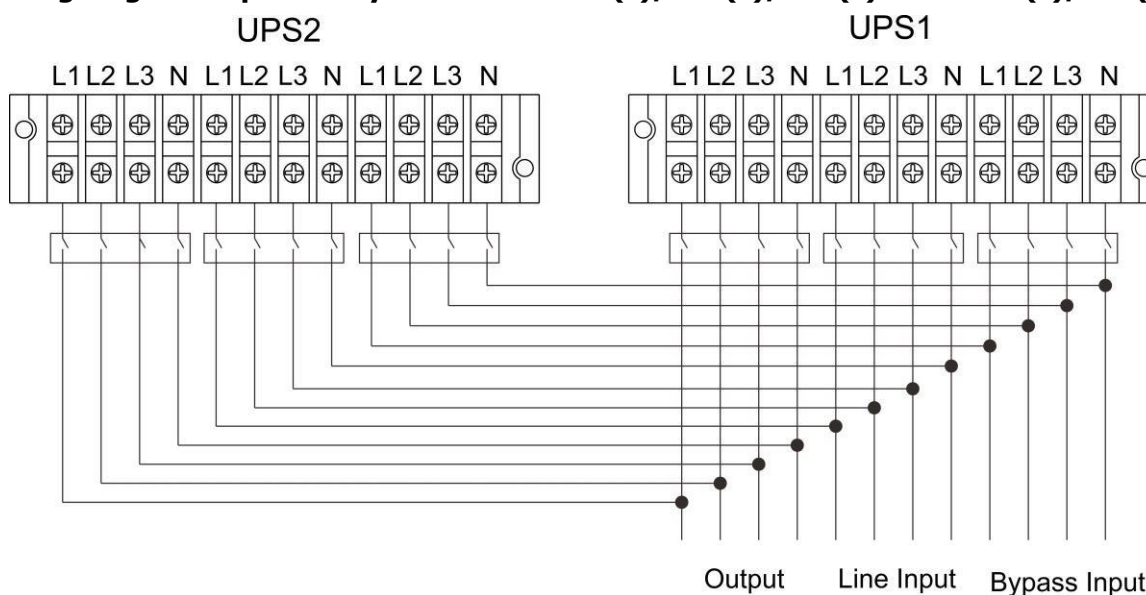 UPS2
UPS1
L1 L2 L3 N L1 L2 L3 N L1 L2 L3 N
L1 L2 L3 N L1 L2 L3 N L1 L2 L3 N
Output
Line Input
Bypass Input